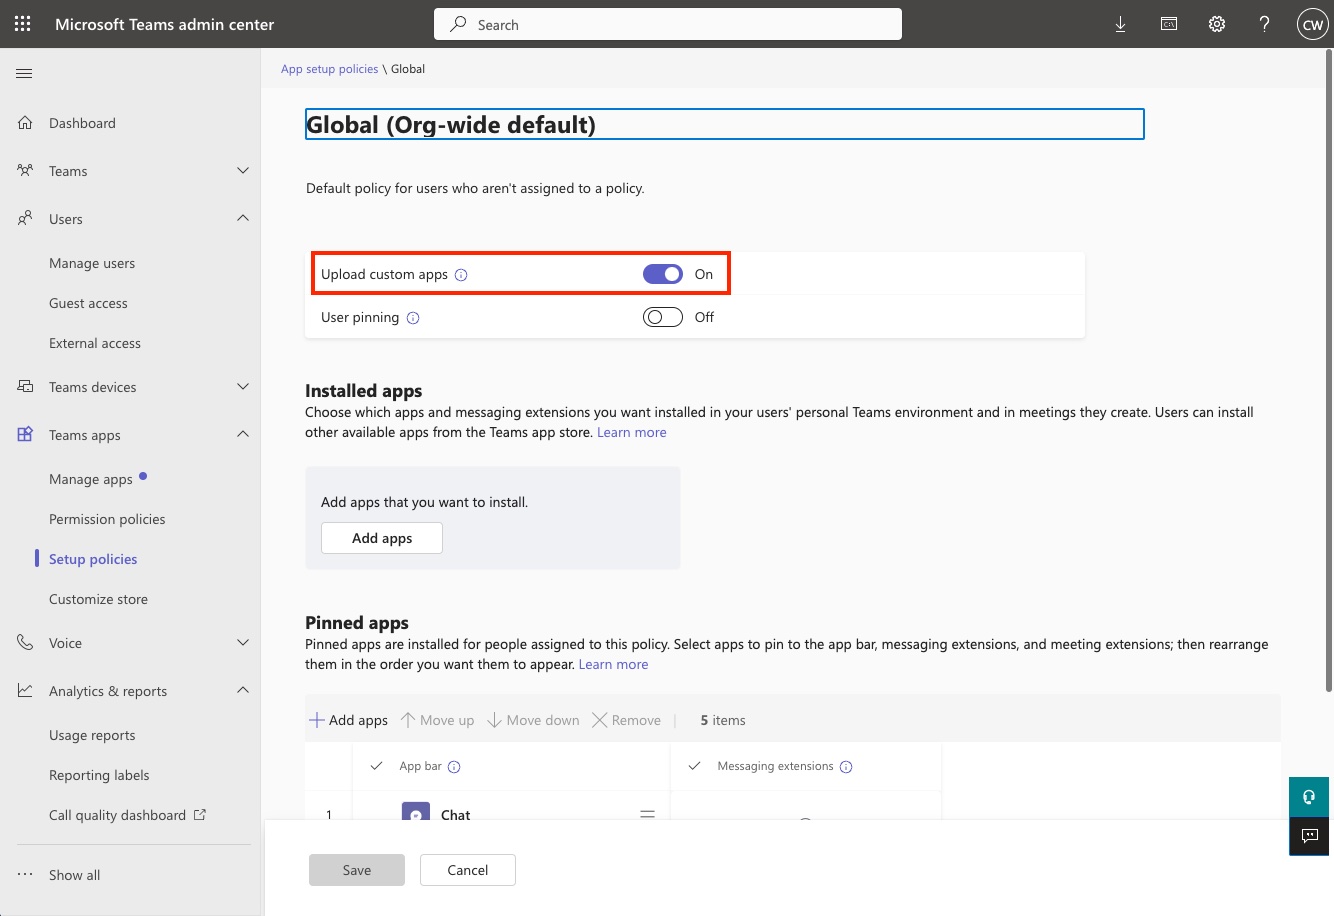 Microsoft Teams admin center
Search
CW
Dashboard
Teams
Users
Manage users
Guest access
External access
Teams devices
Teams apps
Manage apps
Permission policies
Setup policies
Customize store
Voice
Analytics & reports
Usage reports
Reporting labels
Call quality dashboard
Show all
App setup policies \ Global
Global (Org-wide default)
Default policy for users who aren't assigned to a policy.
Upload custom apps On
User pinning Off
Installed apps
Choose which apps and messaging extensions you want installed in your users' personal Teams environment and in meetings they create. Users can install
other available apps from the Teams app store. Learn more
Add apps that you want to install.
Add apps
Pinned apps
Pinned apps are installed for people assigned to this policy. Select apps to pin to the app bar, messaging extensions, and meeting extensions; then rearrange
them in the order you want them to appear. Learn more
Add apps Move up Move down Remove | 5 items
App bar Messaging extensions
1 Chat
Save Cancel